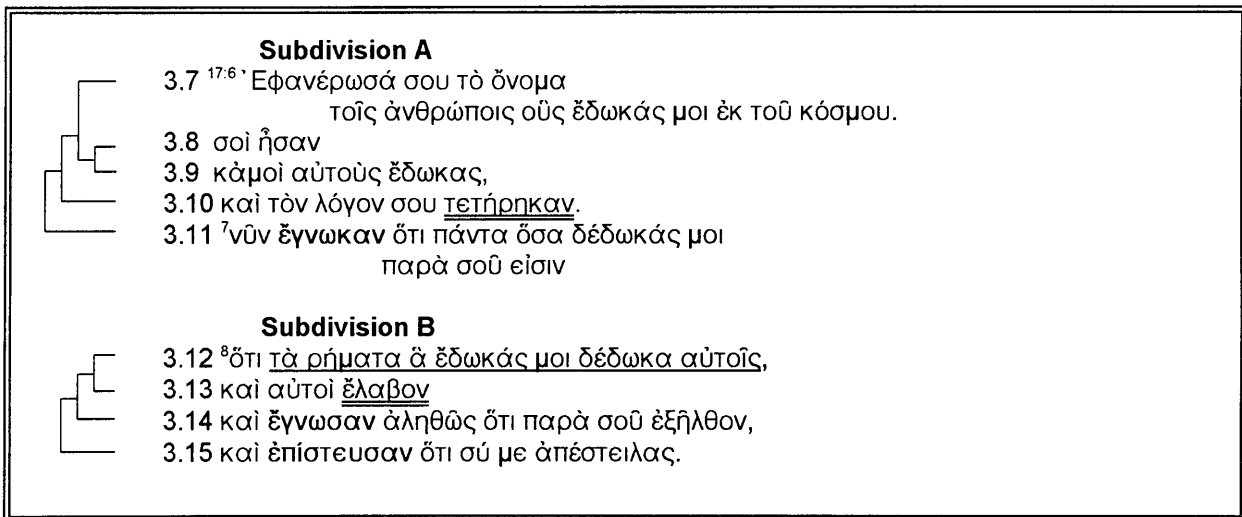 Subdivision A
3.7 17:6 ᾽Εφανέρωσά σου τὸ ὄνομα
τοῖς ἀνθρώποις οὓς ἔδωκάς μοι ἐκ τοῦ κόσμου.
3.8 σοὶ ἦσαν
3.9 κἀμοὶ αὐτοὺς ἔδωκας,
3.10 καὶ τὸν λόγον σου τετήρηκαν.
3.11 7νῦν ἔγνωκαν ὅτι πάντα ὅσα δέδωκάς μοι
παρὰ σοῦ εἰσιν
Subdivision B
3.12 8ὅτι τὰ ρήματα ἃ ἔδωκάς μοι δέδωκα αὐτοῖς,
3.13 καὶ αὐτοὶ ἔλαβον
3.14 καὶ ἔγνωσαν ἀληθῶς ὅτι παρὰ σοῦ ἐξῆλθον,
3.15 καὶ ἐπίστευσαν ὅτι σύ με ἀπέστειλας.